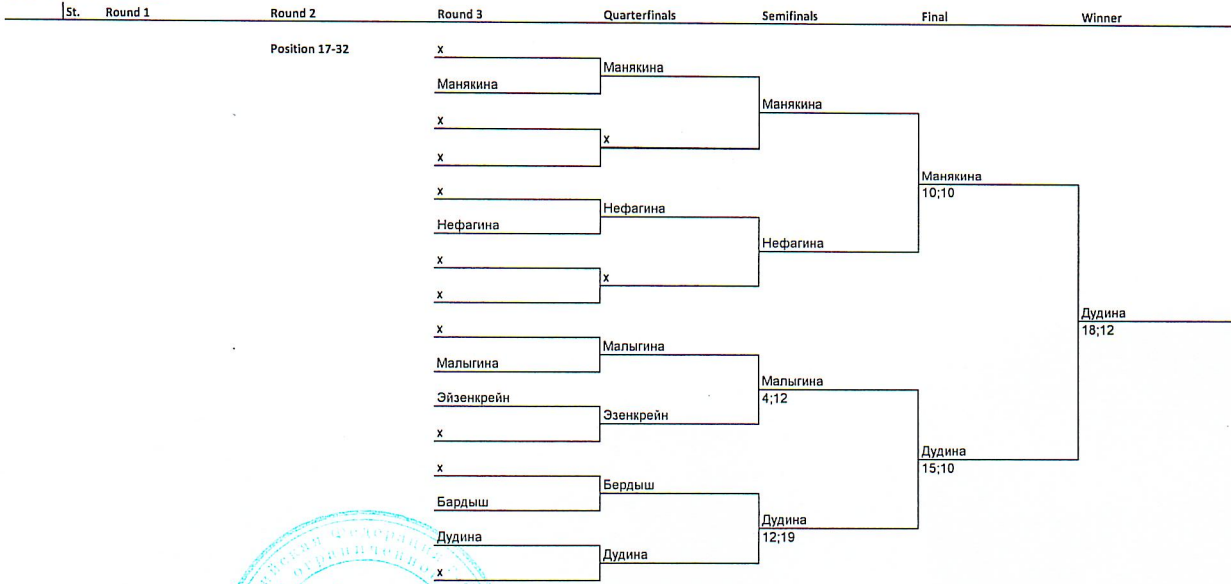 St. Round 1 Round 2 Round 3 Quarterfinals Semifinals Final Winner
Position 17-32
x
Манякина
Манякина
Манякина
x
x
x
Манякина
10;10
x
Нефагина
Нефагина
Нефагина
x
x
x
Дудина
18;12
x
Малыгина
Малыгина
Малыгина
4;12
Эйзенкрейн
Эзенкрейн
x
Дудина
15;10
x
Бердыш
Бардыш
Дудина
12;19
Дудина
Дудина
x